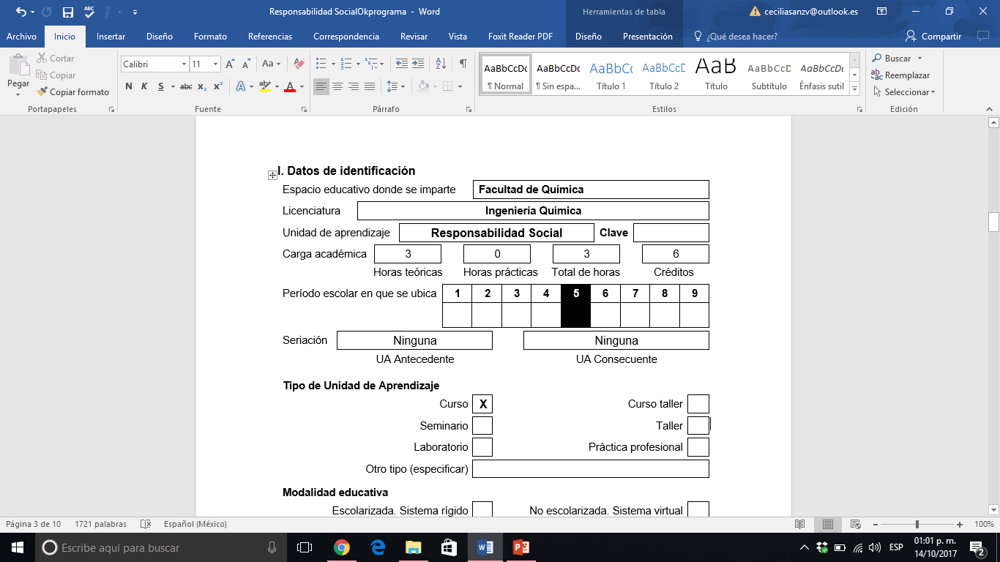 Responsabilidad SocialOkprograma - Word
Herramientas de tabla
ceciliasanzv@outlook.es
Archivo Inicio Insertar Diseño Formato Referencias Correspondencia Revisar Vista Foxit Reader PDF Diseño Presentación ¿Qué desea hacer? Compartir
Pegar
Cortar
Copiar
Copiar formato
Calibri 11
N K S abc x₂ x²
AaBbCcDc AaBbCcDc AaBbCc AaBbCcD AaB AaBbCcD AaBbCcDc
¶ Normal ¶ Sin espa... Título 1 Título 2 Título Subtítulo Énfasis sutil
Buscar
Reemplazar
Seleccionar
Portapapeles Fuente Párrafo Estilos Edición
I. Datos de identificación
Espacio educativo donde se imparte Facultad de Química
Licenciatura Ingeniería Química
Unidad de aprendizaje Responsabilidad Social Clave
Carga académica 3 0 3 6
Horas teóricas Horas prácticas Total de horas Créditos
Período escolar en que se ubica 1 2 3 4 5 6 7 8 9
Seriación Ninguna Ninguna
UA Antecedente UA Consecuente
Tipo de Unidad de Aprendizaje
Curso X Curso taller
Seminario Taller
Laboratorio Práctica profesional
Otro tipo (especificar)
Modalidad educativa
Escolarizada. Sistema rígido No escolarizada. Sistema virtual
Página 3 de 10 1721 palabras Español (México) 100%
Escribe aquí para buscar
ESP
01:01 p. m.
14/10/2017
2